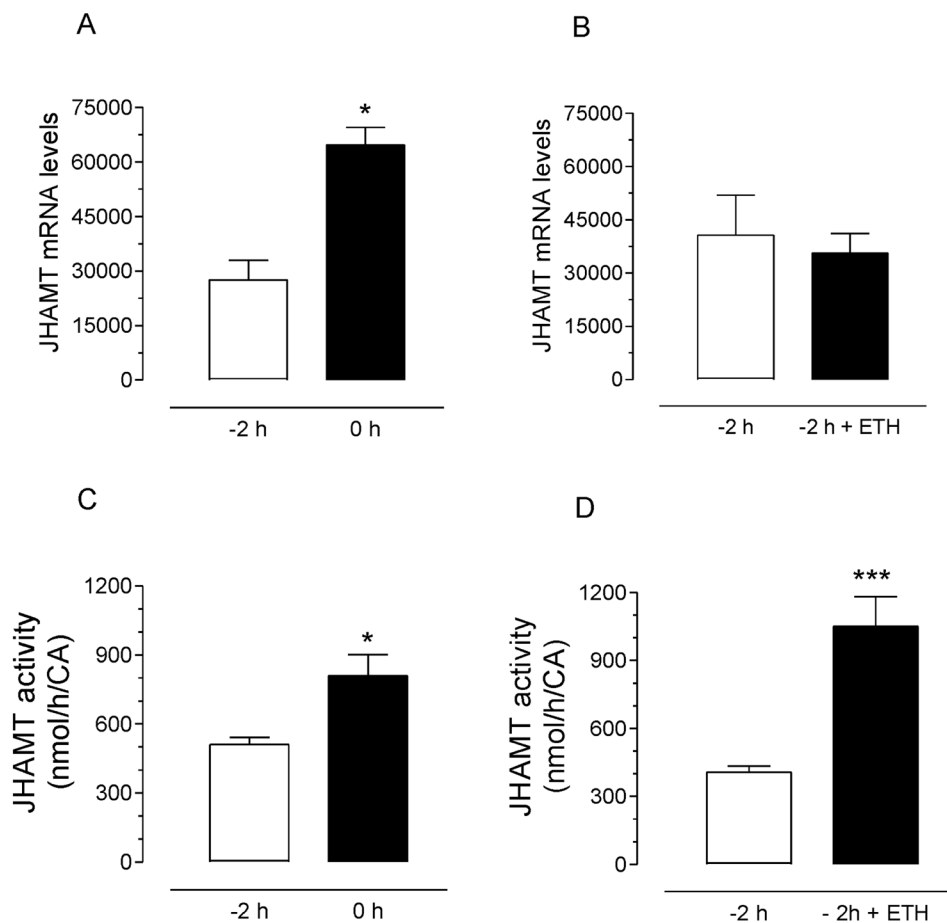 A
JHAMT mRNA levels
75000
60000
45000
30000
15000
0
*
-2 h
0 h
B
JHAMT mRNA levels
75000
60000
45000
30000
15000
0
-2 h
-2 h + ETH
C
JHAMT activity
(nmol/h/CA)
1200
900
600
300
0
*
-2 h
0 h
D
JHAMT activity
(nmol/h/CA)
1200
900
600
300
0
***
-2 h
- 2h + ETH